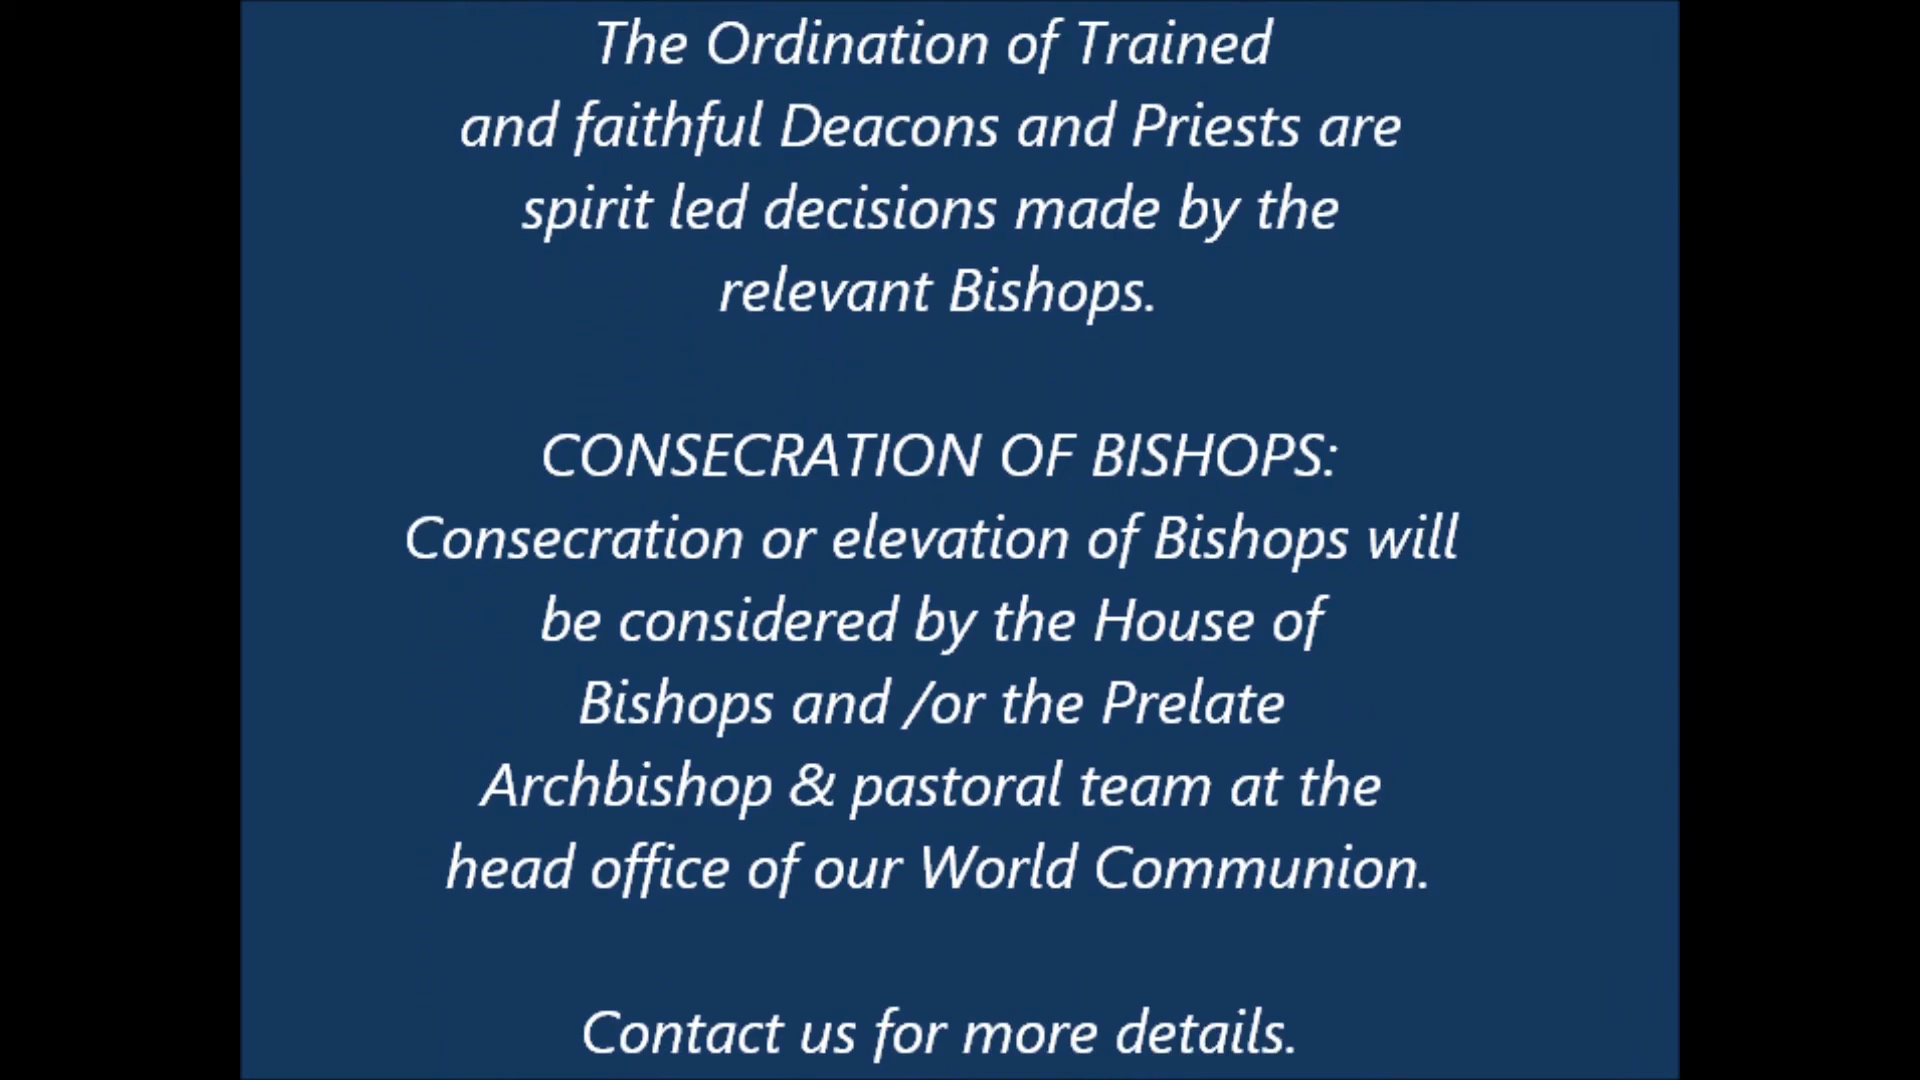 The Ordination of Trained
and faithful Deacons and Priests are
spirit led decisions made by the
relevant Bishops.
CONSECRATION OF BISHOPS:
Consecration or elevation of Bishops will
be considered by the House of
Bishops and /or the Prelate
Archbishop & pastoral team at the
head office of our World Communion.
Contact us for more details.